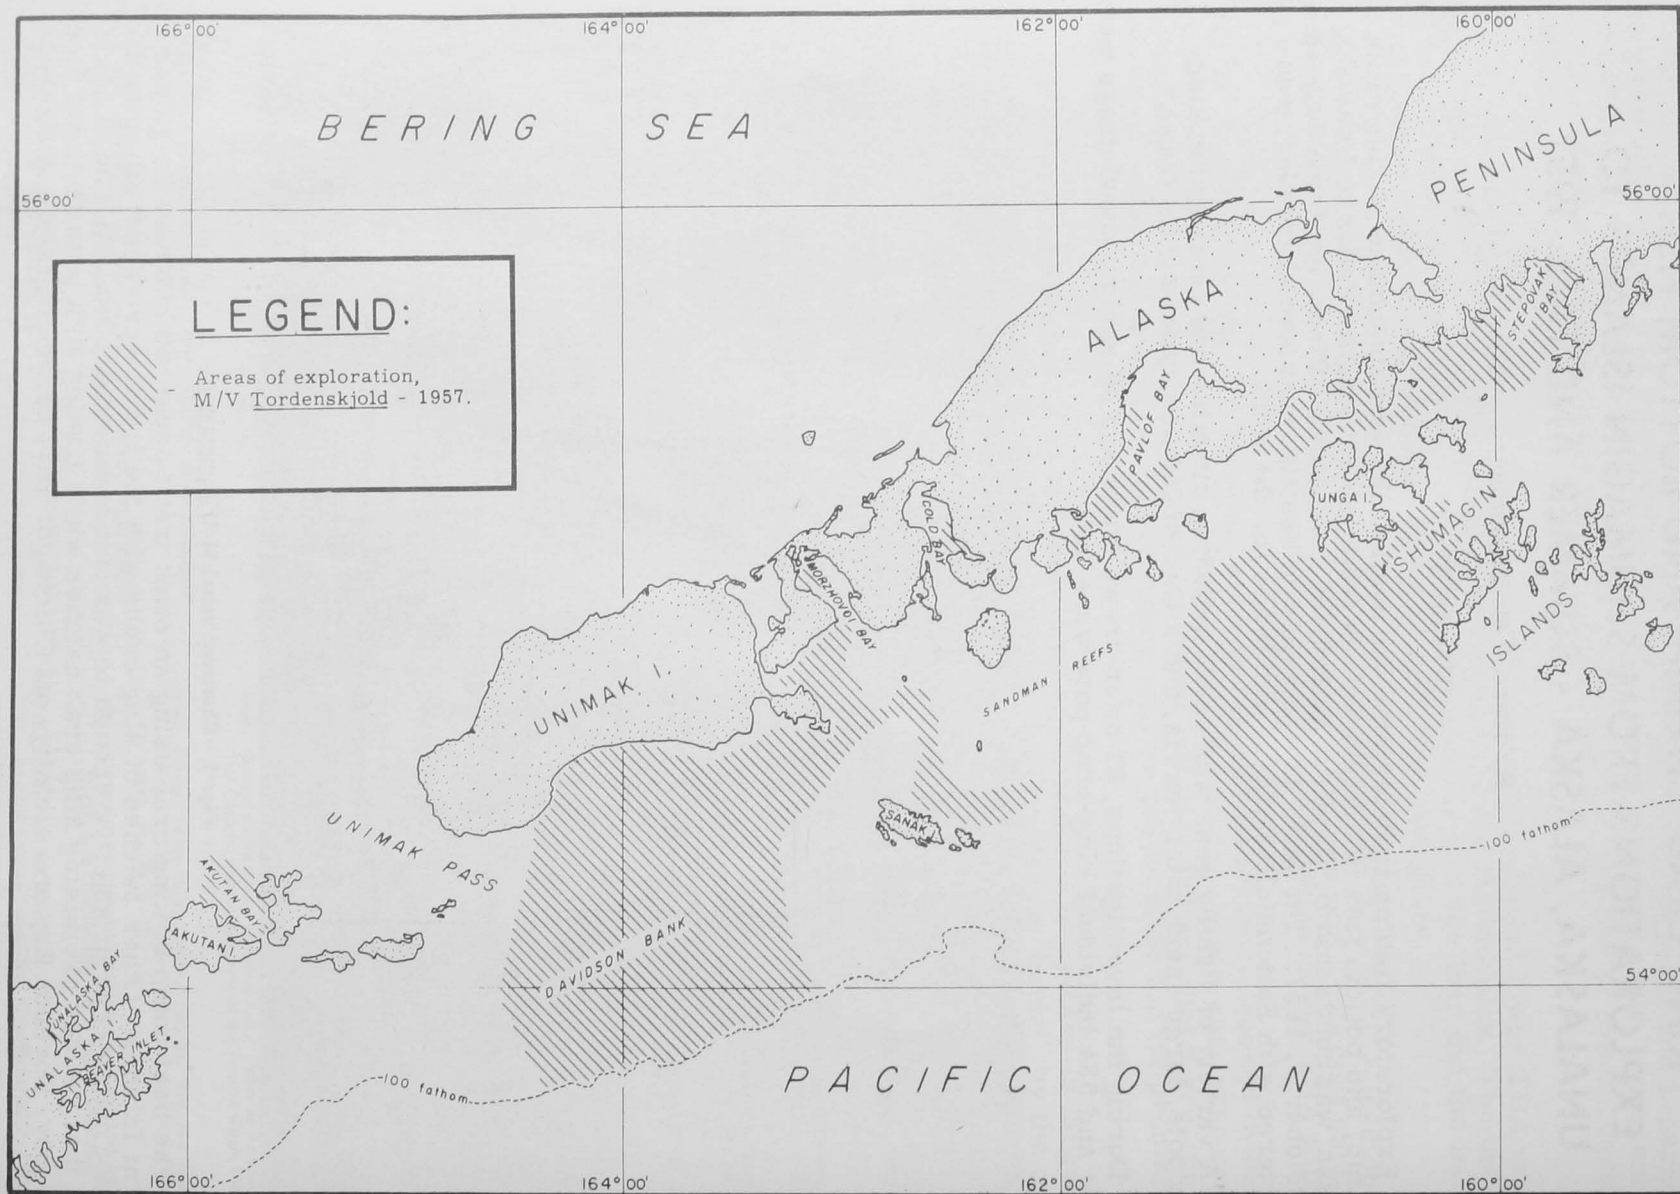 166°00'
164°00'
162°00'
160°00'
BERING SEA
PENINSULA
56°00'
56°00'
LEGEND:
- Areas of exploration,
M/V Tordenskjold - 1957.
ALASKA
STEPOVAK
BAY
PAVLOF BAY
UNGA I.
COLD BAY
SHUMAGIN
ISLANDS
MORZHOVOI BAY
SANDMAN REEFS
UNIMAK I.
SANAK
UNIMAK PASS
100 fathom
AKUTAN BAY
AKUTAN I.
DAVIDSON BANK
54°00'
UNALASKA BAY
UNALASKA I.
BEAVER INLET
100 fathom
PACIFIC OCEAN
166°00'
164°00'
162°00'
160°00'